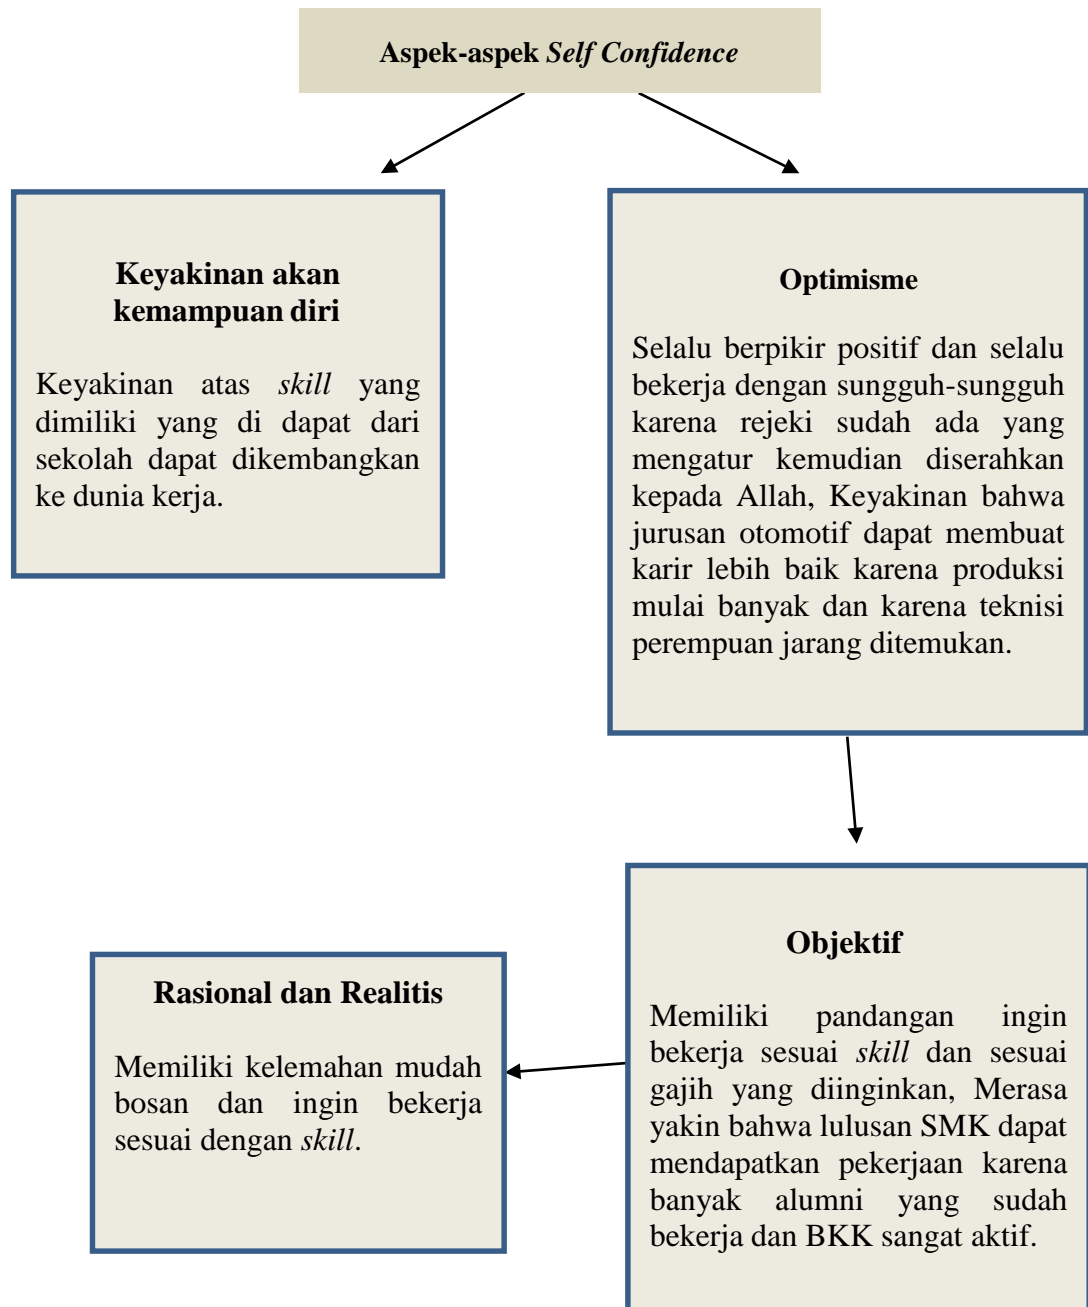 Aspek-aspek Self Confidence
Keyakinan akan
kemampuan diri
Keyakinan atas skill yang
dimiliki yang di dapat dari
sekolah dapat dikembangkan
ke dunia kerja.
Optimisme
Selalu berpikir positif dan selalu
bekerja dengan sungguh-sungguh
karena rejeki sudah ada yang
mengatur kemudian diserahkan
kepada Allah, Keyakinan bahwa
jurusan otomotif dapat membuat
karir lebih baik karena produksi
mulai banyak dan karena teknisi
perempuan jarang ditemukan.
Objektif
Memiliki pandangan ingin
bekerja sesuai skill dan sesuai
gajih yang diinginkan, Merasa
yakin bahwa lulusan SMK dapat
mendapatkan pekerjaan karena
banyak alumni yang sudah
bekerja dan BKK sangat aktif.
Rasional dan Realitis
Memiliki kelemahan mudah
bosan dan ingin bekerja
sesuai dengan skill.